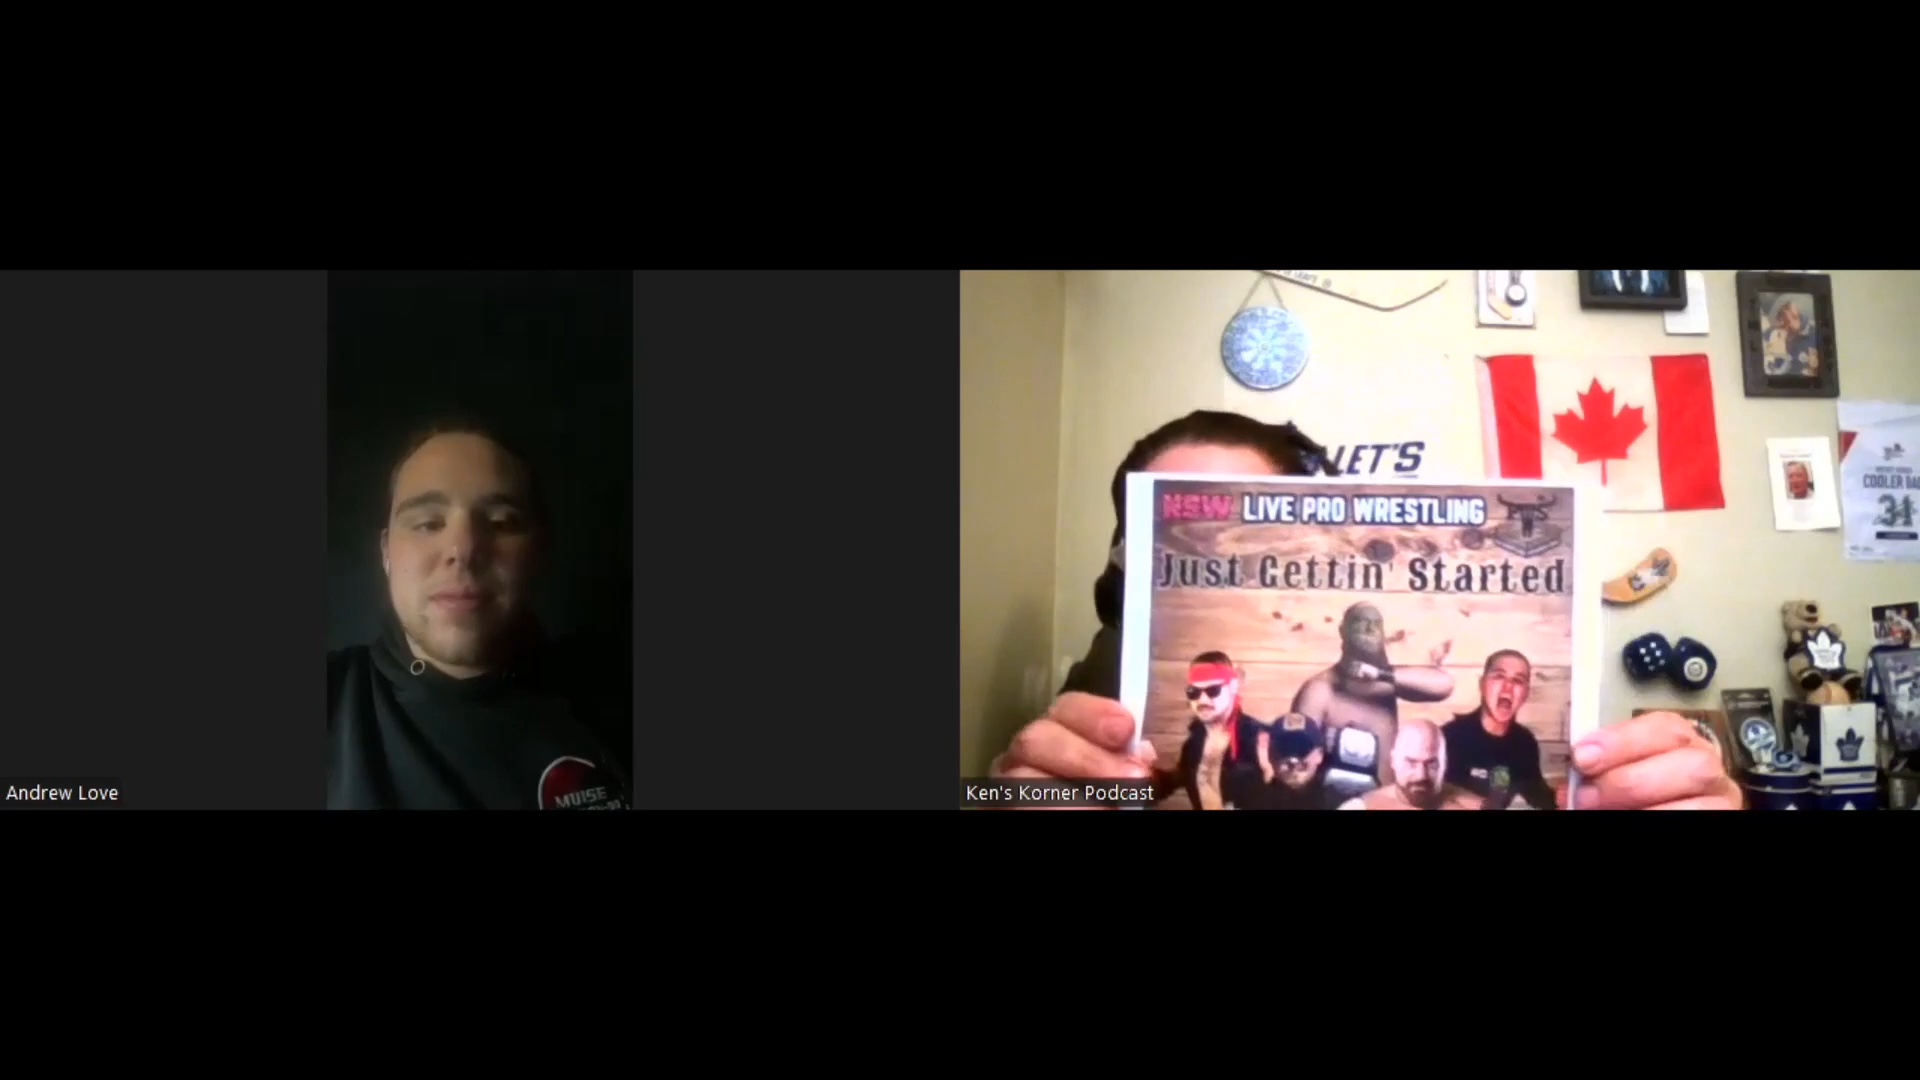 LET'S
COOLER
34
NSW LIVE PRO WRESTLING
Just Gettin' Started
MUISE
Andrew Love
Ken's Korner Podcast